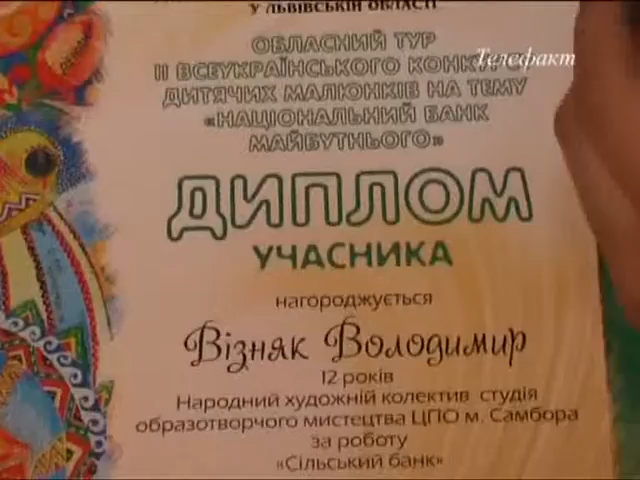 У ЛЬВІВСЬКІЙ ОБЛАСТІ
Телефакт
ОБЛАСНИЙ ТУР
ІІ ВСЕУКРАЇНСЬКОГО
ДИТЯЧИХ МАЛЮНКІВ НА ТЕМУ
«НАЦІОНАЛЬНИЙ БАНК
МАЙБУТНЬОГО»
ДИПЛОМ
УЧАСНИКА
нагороджується
Візняк Володимир
12 років
Народний художній колектив студія
образотворчого мистецтва ЦПО м. Самбора
за роботу
«Сільський банк»